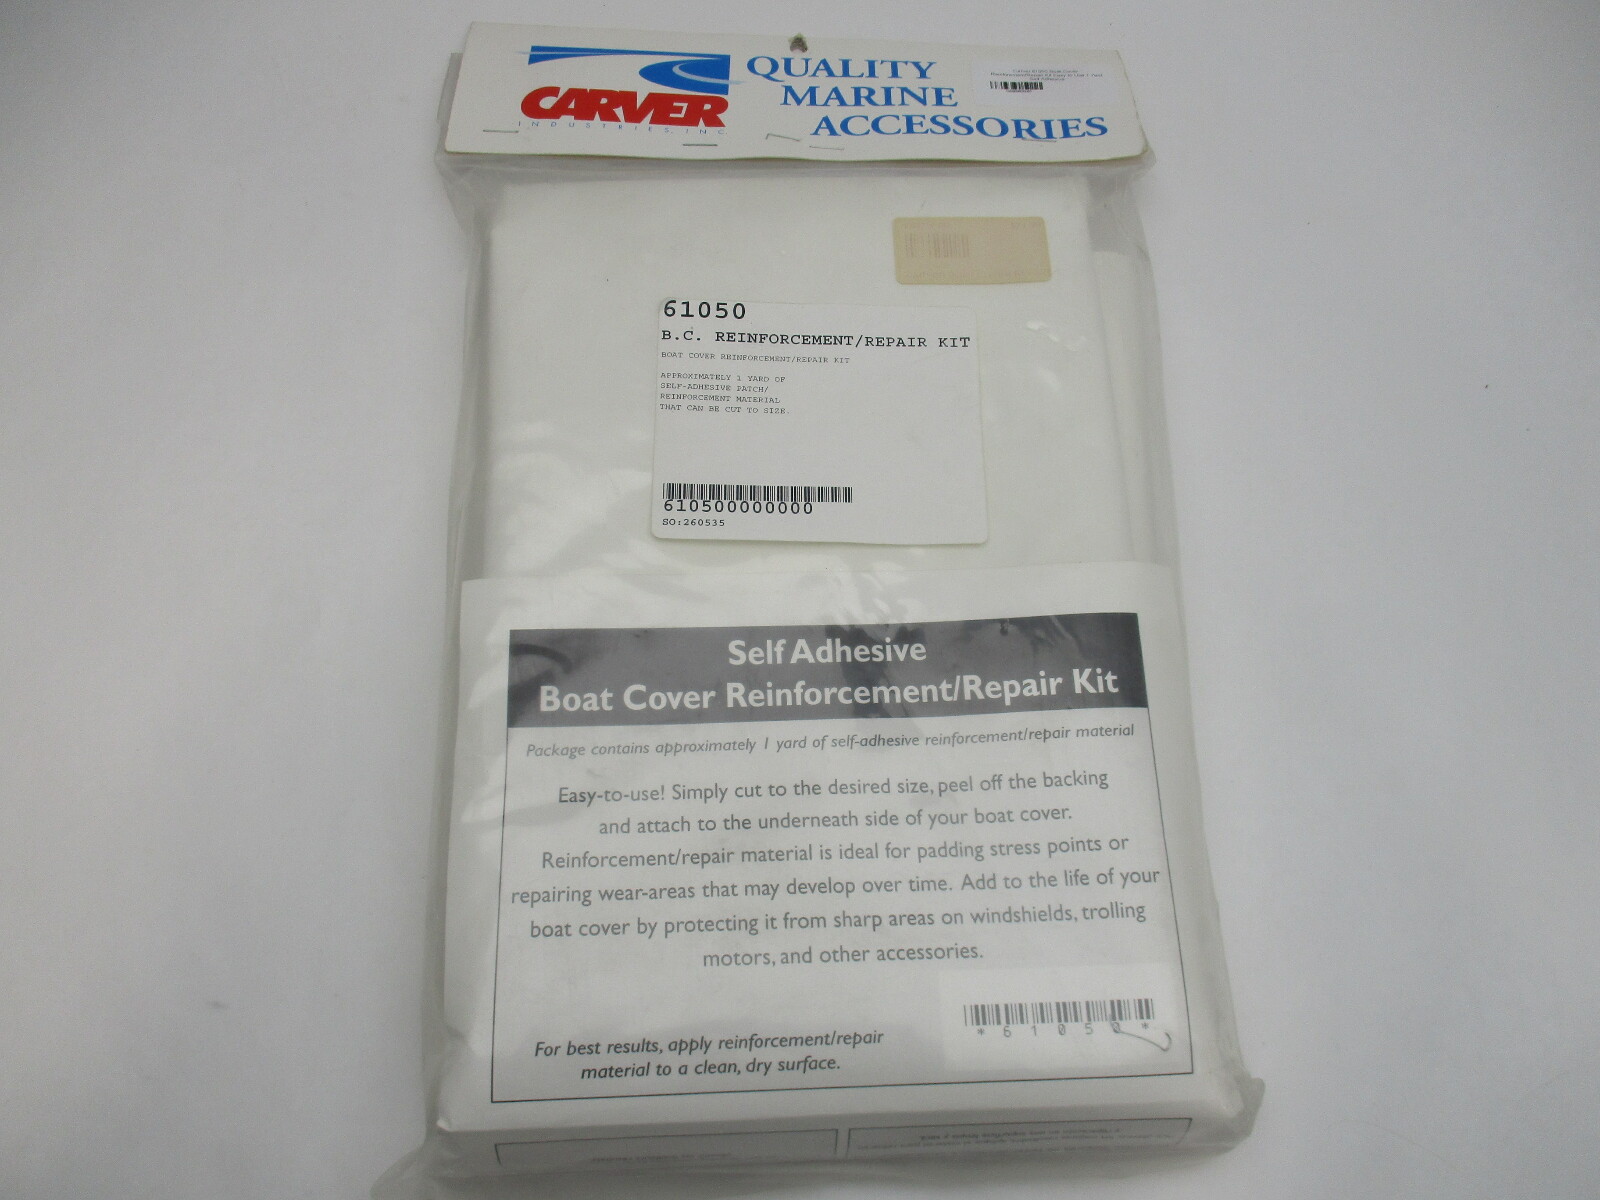 CARVER
INDUSTRIES, INC
QUALITY
MARINE
ACCESSORIES
61050
B.C. REINFORCEMENT/REPAIR KIT
BOAT COVER REINFORCEMENT/REPAIR KIT
APPROXIMATELY 1 YARD OF
SELF-ADHESIVE PATCH/
REINFORCEMENT MATERIAL
THAT CAN BE CUT TO SIZE.
610500000000
SO:260535
Self Adhesive
Boat Cover Reinforcement/Repair Kit
Package contains approximately 1 yard of self-adhesive reinforcement/repair material
Easy-to-use! Simply cut to the desired size, peel off the backing
and attach to the underneath side of your boat cover.
Reinforcement/repair material is ideal for padding stress points or
repairing wear-areas that may develop over time. Add to the life of your
boat cover by protecting it from sharp areas on windshields, trolling
motors, and other accessories.
*61050*
For best results, apply reinforcement/repair
material to a clean, dry surface.